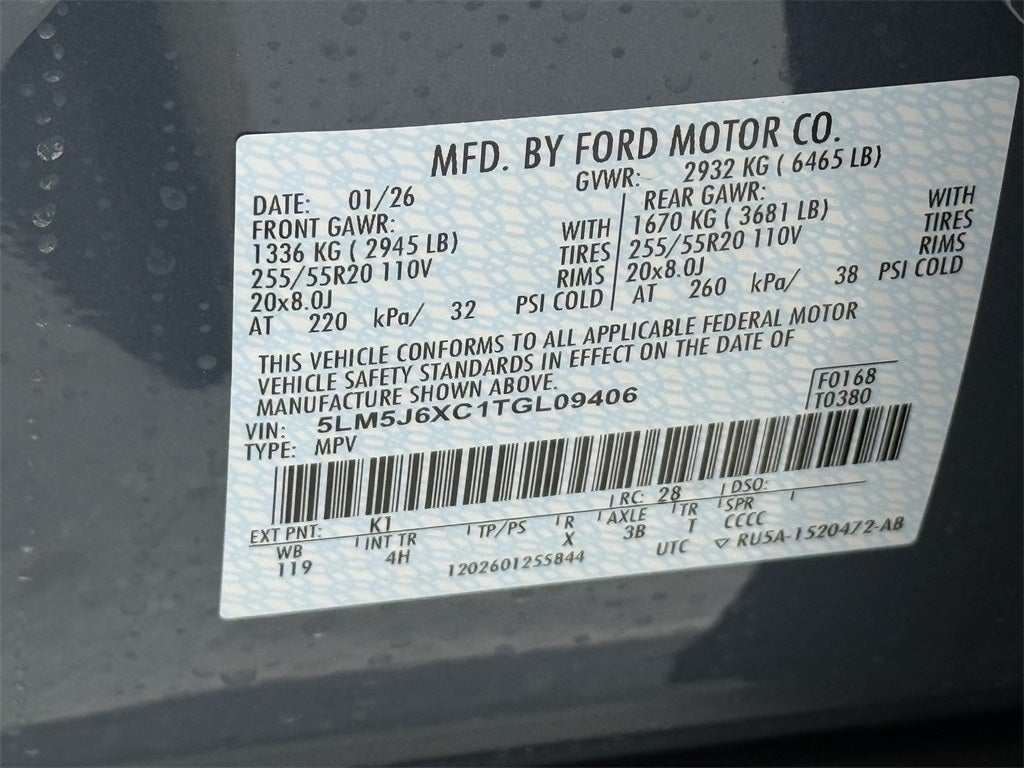 MFD. BY FORD MOTOR CO.
DATE: 01/26 GVWR: 2932 KG ( 6465 LB)
FRONT GAWR: WITH REAR GAWR: WITH
1336 KG ( 2945 LB) TIRES 1670 KG ( 3681 LB) TIRES
255/55R20 110V RIMS 255/55R20 110V RIMS
20x8.0J 20x8.0J
AT 220 kPa/ 32 PSI COLD AT 260 kPa/ 38 PSI COLD
THIS VEHICLE CONFORMS TO ALL APPLICABLE FEDERAL MOTOR
VEHICLE SAFETY STANDARDS IN EFFECT ON THE DATE OF
MANUFACTURE SHOWN ABOVE.
VIN: 5LM5J6XC1TGL09406 F0168
TYPE: MPV T0380
EXT PNT: K1 RC: 28 DSO:
WB INT TR TP/PS R AXLE TR SPR
119 4H X 3B T CCCC
1202601255844 UTC ▽ RU5A-1520472-AB